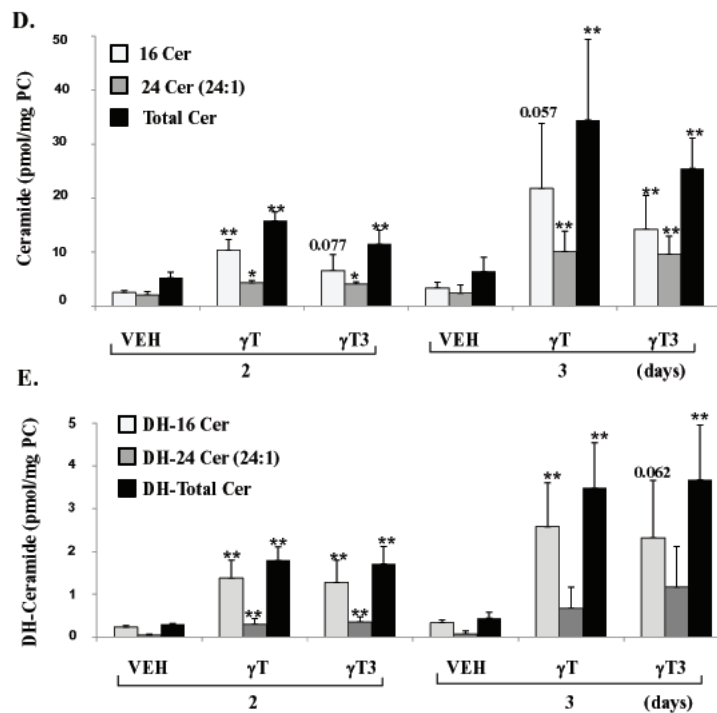 D.
Ceramide (pmol/mg PC)
50
40
30
20
10
0
16 Cer
24 Cer (24:1)
Total Cer
**
*
**
0.077
*
**
0.057
**
**
**
**
**
VEH
γT
γT3
VEH
γT
γT3
2
3
(days)
E.
DH-Ceramide (pmol/mg PC)
5
4
3
2
1
0
DH-16 Cer
DH-24 Cer (24:1)
DH-Total Cer
**
**
**
**
**
**
**
**
0.062
**
VEH
γT
γT3
VEH
γT
γT3
2
3
(days)